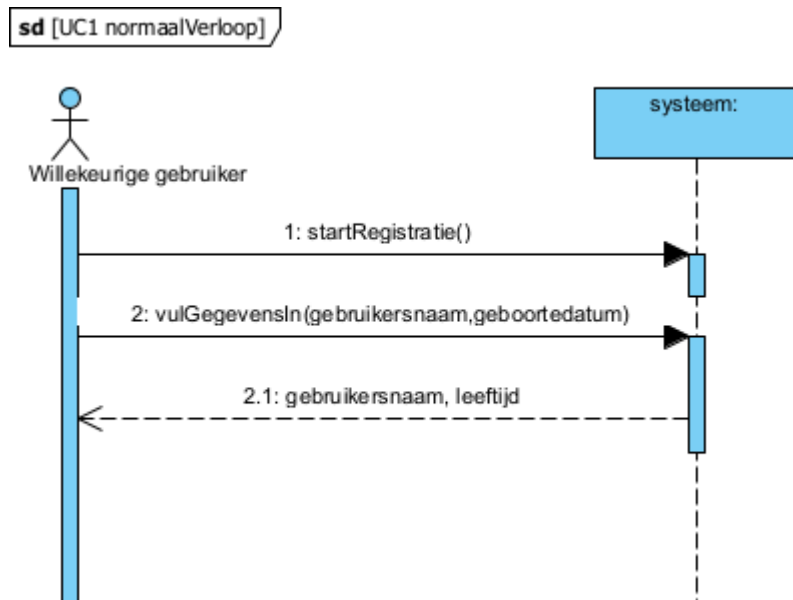 sd [UC1 normaalVerloop]
systeem:
Willekeurige gebruiker
1: startRegistratie()
2: vulGegevensIn(gebruikersnaam,geboortedatum)
2.1: gebruikersnaam, leeftijd